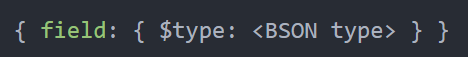 { field: { $type: <BSON type> } }